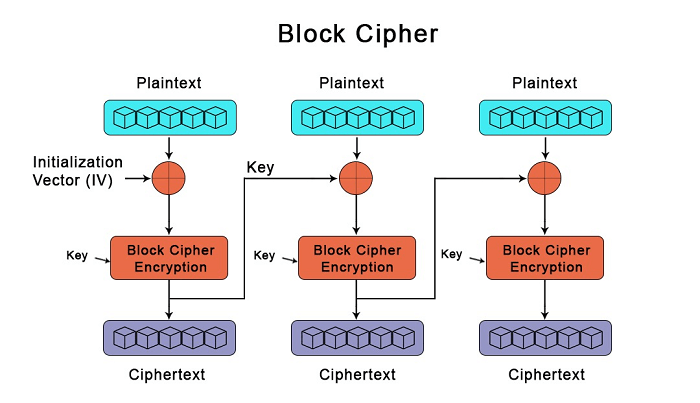 Block Cipher
Plaintext
Plaintext
Plaintext
Initialization
Vector (IV)
Key
Key
Block Cipher
Encryption
Key
Block Cipher
Encryption
Key
Block Cipher
Encryption
Ciphertext
Ciphertext
Ciphertext